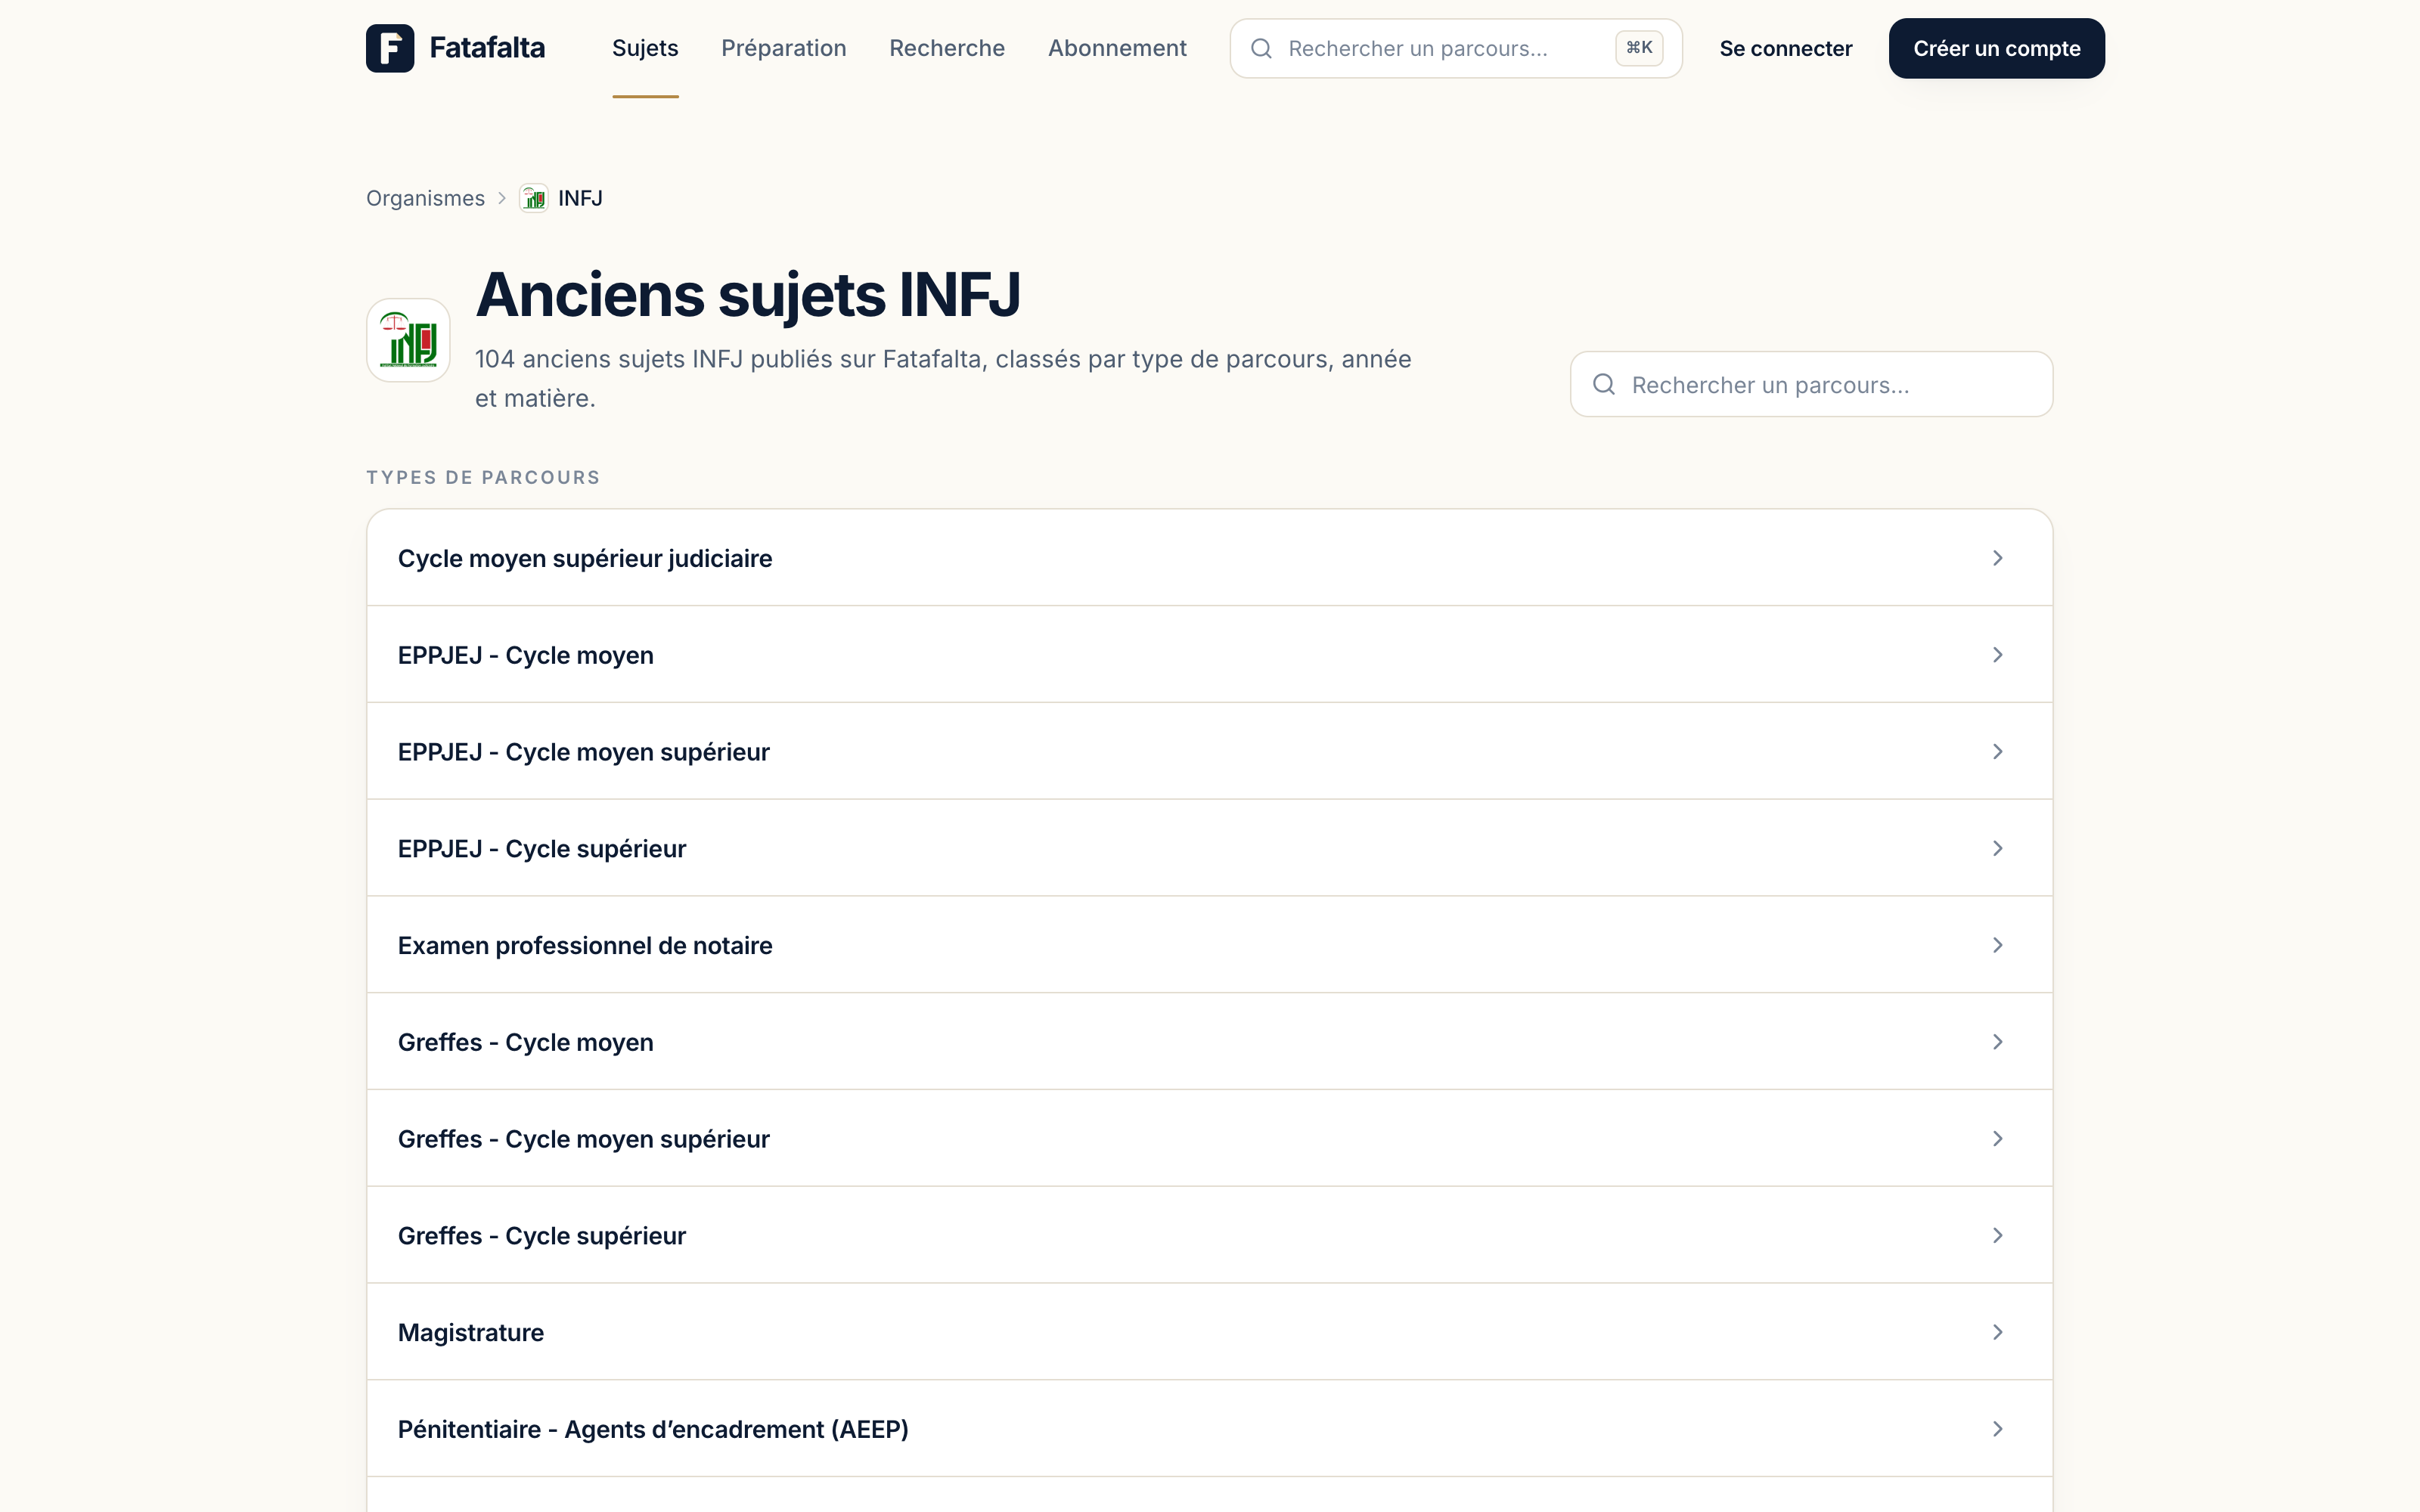 Fatafalta
Sujets
Préparation
Recherche
Abonnement
Rechercher un parcours...
⌘K
Se connecter
Créer un compte
Organismes
INFJ
Anciens sujets INFJ
104 anciens sujets INFJ publiés sur Fatafalta, classés par type de parcours, année
et matière.
Rechercher un parcours...
TYPES DE PARCOURS
Cycle moyen supérieur judiciaire
EPPJEJ - Cycle moyen
EPPJEJ - Cycle moyen supérieur
EPPJEJ - Cycle supérieur
Examen professionnel de notaire
Greffes - Cycle moyen
Greffes - Cycle moyen supérieur
Greffes - Cycle supérieur
Magistrature
Pénitentiaire - Agents d’encadrement (AEEP)